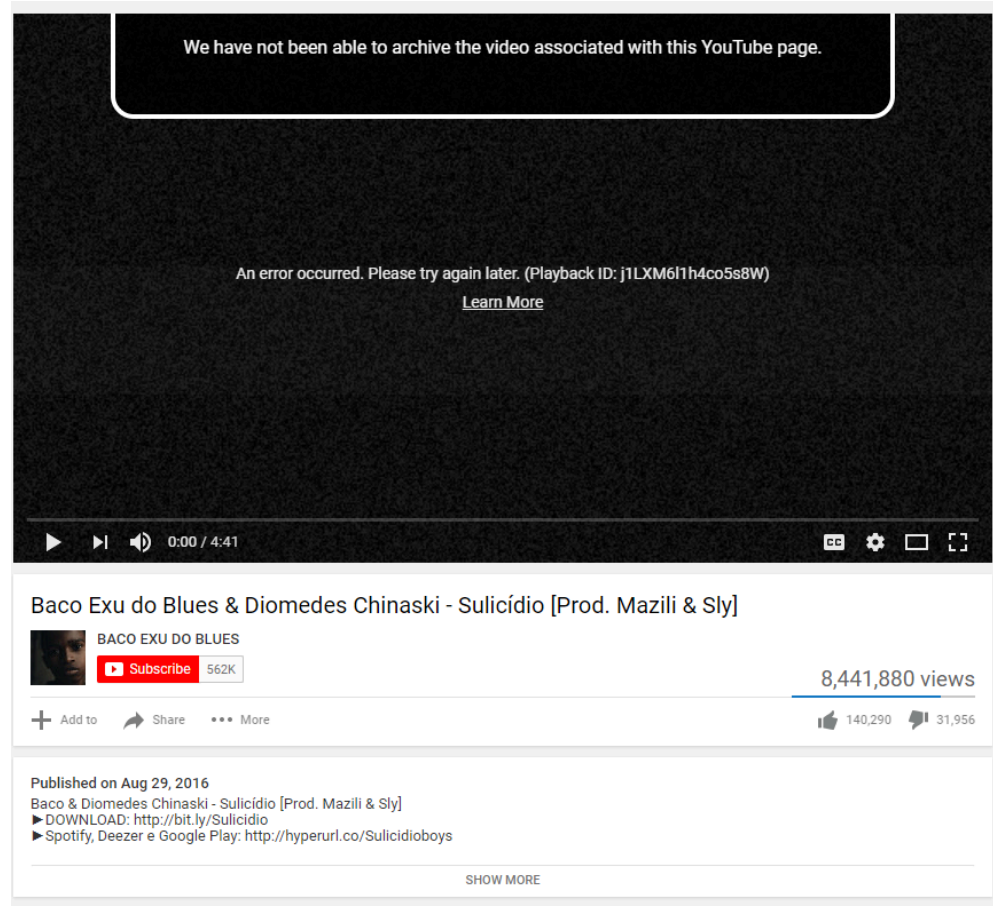 We have not been able to archive the video associated with this YouTube page.
An error occurred. Please try again later. (Playback ID: j1LXM6l1h4co5s8W)
Learn More
0:00 / 4:41
CC
Baco Exu do Blues & Diomedes Chinaski - Sulicídio [Prod. Mazili & Sly]
BACO EXU DO BLUES
Subscribe 562K
8,441,880 views
Add to Share More
140,290 31,956
Published on Aug 29, 2016
Baco & Diomedes Chinaski - Sulicídio [Prod. Mazili & Sly]
►DOWNLOAD: http://bit.ly/Sulicidio
►Spotify, Deezer e Google Play: http://hyperurl.co/Sulicidioboys
SHOW MORE